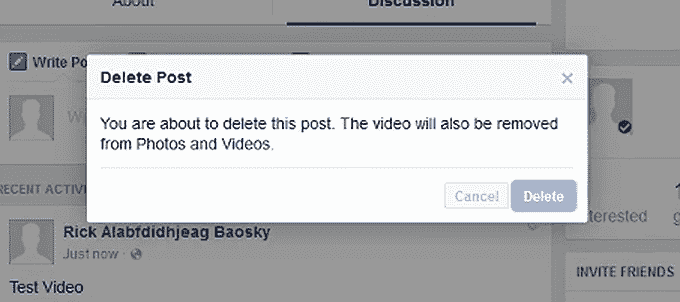 About
Discussion
Write Po
Delete Post
You are about to delete this post. The video will also be removed
from Photos and Videos.
Cancel
Delete
RECENT ACTIV
Rick Alabfdidhjeag Baosky
Just now
Test Video
terested
INVITE FRIENDS